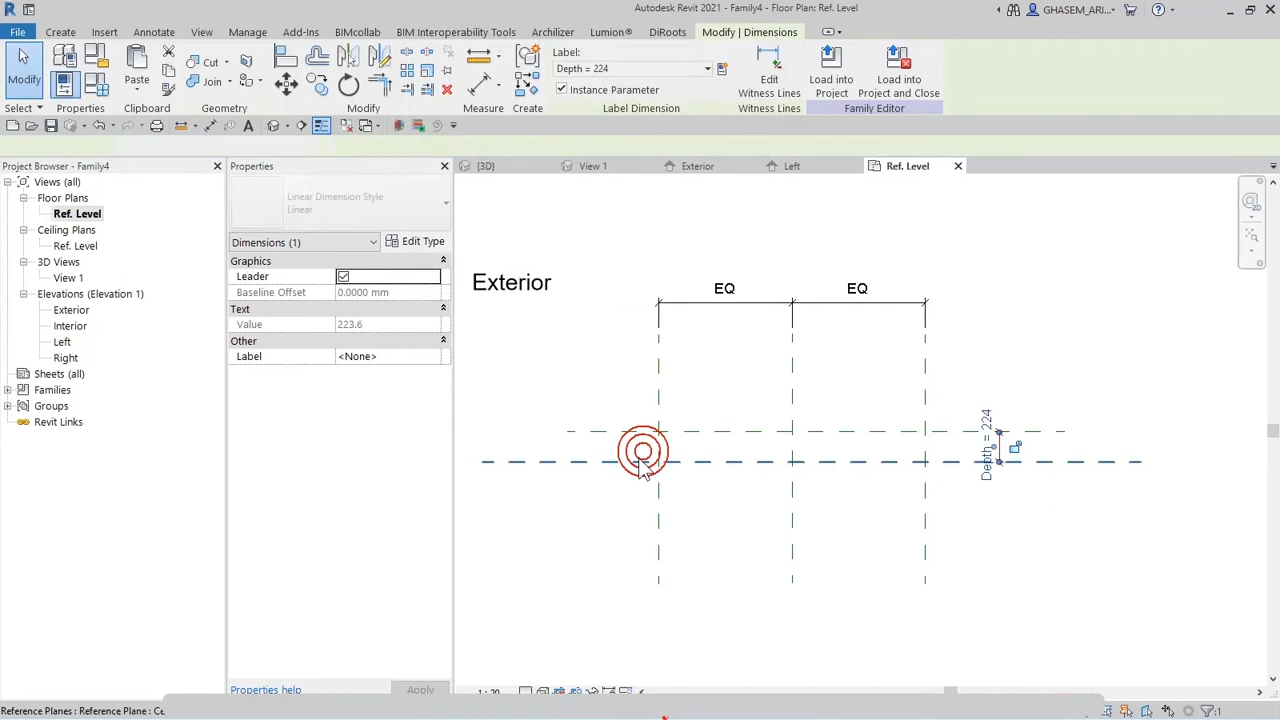 Autodesk Revit 2021 - Family4 - Floor Plan: Ref. Level
GHASEM_ARI...
File Create Insert Annotate View Manage Add-Ins BIMcollab BIM Interoperability Tools Archilizer Lumion® DiRoots Modify | Dimensions
Modify
Paste
Cut
Join
Label:
Depth = 224
Instance Parameter
Edit
Witness Lines
Load into
Project
Load into
Project and Close
Select Properties Clipboard Geometry Modify Measure Create Label Dimension Witness Lines Family Editor
Project Browser - Family4
Views (all)
Floor Plans
Ref. Level
Ceiling Plans
Ref. Level
3D Views
View 1
Elevations (Elevation 1)
Exterior
Interior
Left
Right
Sheets (all)
Families
Groups
Revit Links
Properties
Linear Dimension Style
Linear
Dimensions (1)
Edit Type
Graphics
Leader
Baseline Offset 0.0000 mm
Text
Value 223.6
Other
Label <None>
Properties help
Apply
{3D} View 1 Exterior Left Ref. Level
2D
Exterior
EQ EQ
Depth = 224
Reference Planes : Reference Plane : Ce
:1